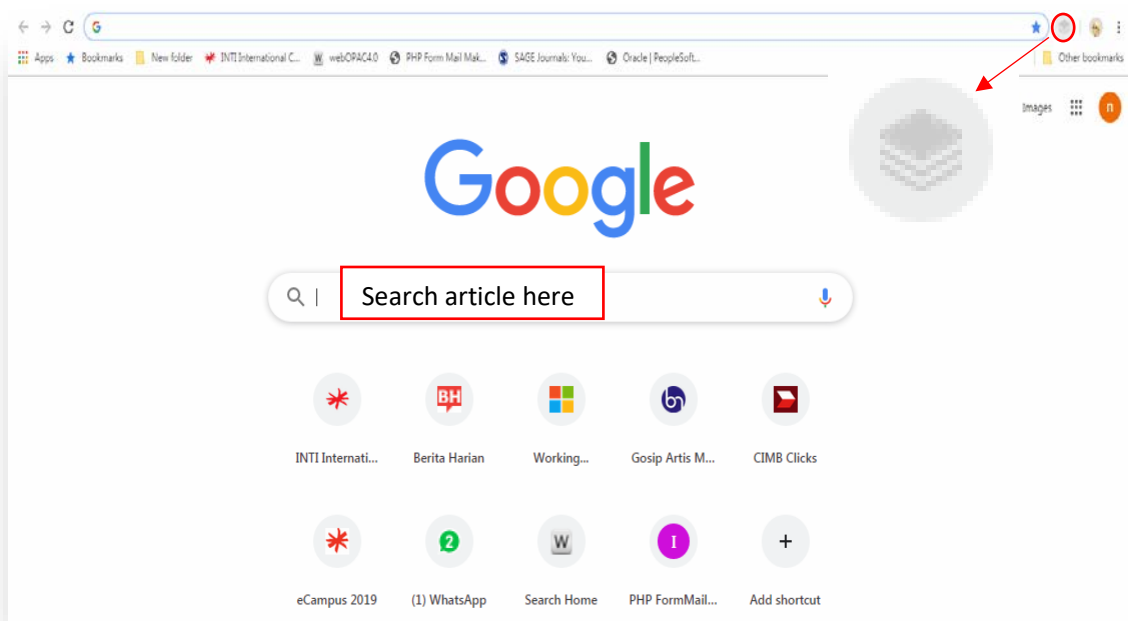 Apps Bookmarks New folder INTI International C... webOPAC4.0 PHP Form Mail Mak... SAGE Journals: You... Oracle | PeopleSoft... Other bookmarks
Images n
Google
Search article here
BH
INTI Internati... Berita Harian Working... Gosip Artis M... CIMB Clicks
2 W I +
eCampus 2019 (1) WhatsApp Search Home PHP FormMail... Add shortcut